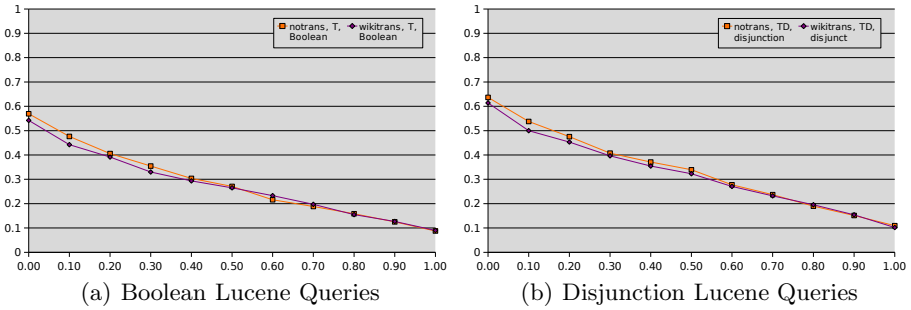 1
0.9
0.8
0.7
0.6
0.5
0.4
0.3
0.2
0.1
0
0.00 0.10 0.20 0.30 0.40 0.50 0.60 0.70 0.80 0.90 1.00
notrans, T, Boolean
wikitrans, T, Boolean
(a) Boolean Lucene Queries
1
0.9
0.8
0.7
0.6
0.5
0.4
0.3
0.2
0.1
0
0.00 0.10 0.20 0.30 0.40 0.50 0.60 0.70 0.80 0.90 1.00
notrans, TD, disjunction
wikitrans, TD, disjunct
(b) Disjunction Lucene Queries